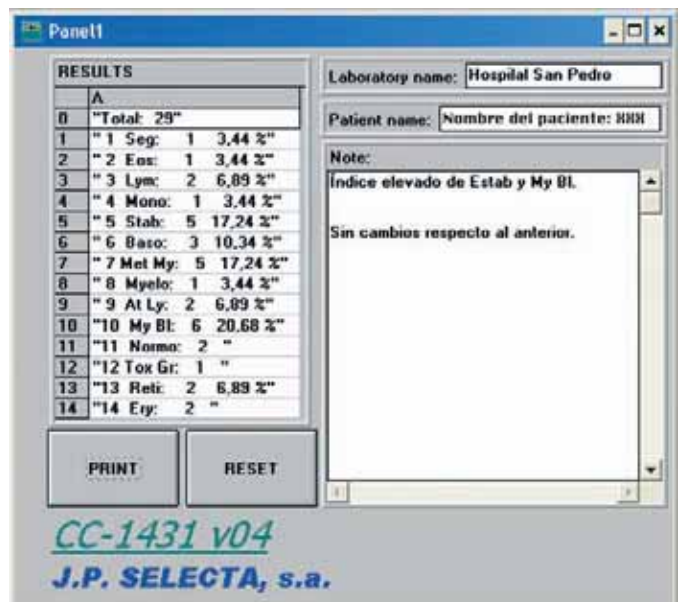 Panel1
RESULTS
A
0 "Total: 29"
1 " 1 Seg: 1 3,44 %"
2 " 2 Eos: 1 3,44 %"
3 " 3 Lym: 2 6,89 %"
4 " 4 Mono: 1 3,44 %"
5 " 5 Stab: 5 17,24 %"
6 " 6 Baso: 3 10,34 %"
7 " 7 Met My: 5 17,24 %"
8 " 8 Myelo: 1 3,44 %"
9 " 9 At Ly: 2 6,89 %"
10 "10 My Bl: 6 20,68 %"
11 "11 Normo: 2 "
12 "12 Tox Gr: 1 "
13 "13 Reti: 2 6,89 %"
14 "14 Ery: 2 "
PRINT
RESET
Laboratory name: Hospilal San Pedro
Patient name: Nombre del paciente: XXX
Note:
Índice elevado de Estab y My Bl.
Sin cambios respecto al anterior.
CC-1431 v04
J.P. SELECTA, s.a.